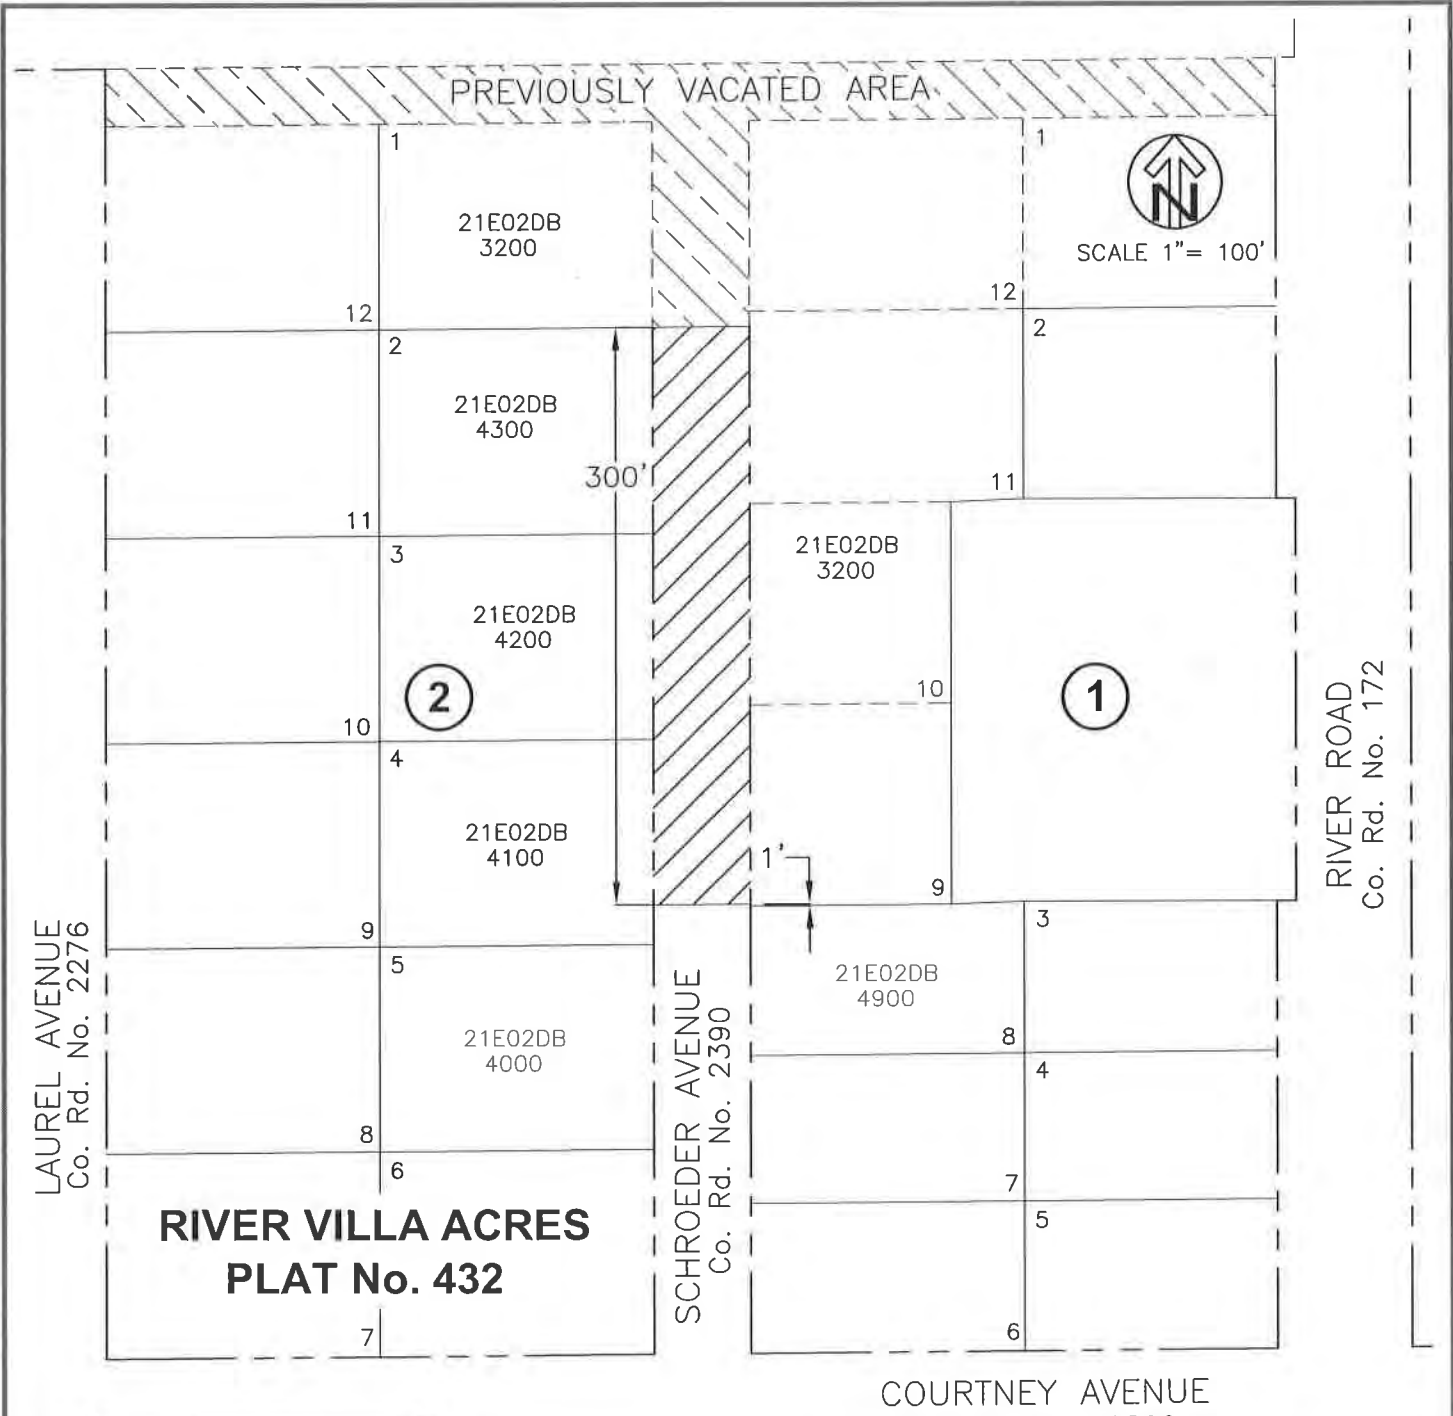 PREVIOUSLY VACATED AREA
1
1
N
21E02DB
3200
SCALE 1"= 100'
12
12
2
2
21E02DB
4300
300'
11
11
3
21E02DB
3200
21E02DB
4200
2
1
10
10
4
RIVER ROAD
Co. Rd. No. 172
21E02DB
4100
1'
9
9
3
5
LAUREL AVENUE
Co. Rd. No. 2276
21E02DB
4900
SCHROEDER AVENUE
Co. Rd. No. 2390
21E02DB
4000
8
4
8
6
7
5
RIVER VILLA ACRES
PLAT No. 432
7
6
COURTNEY AVENUE